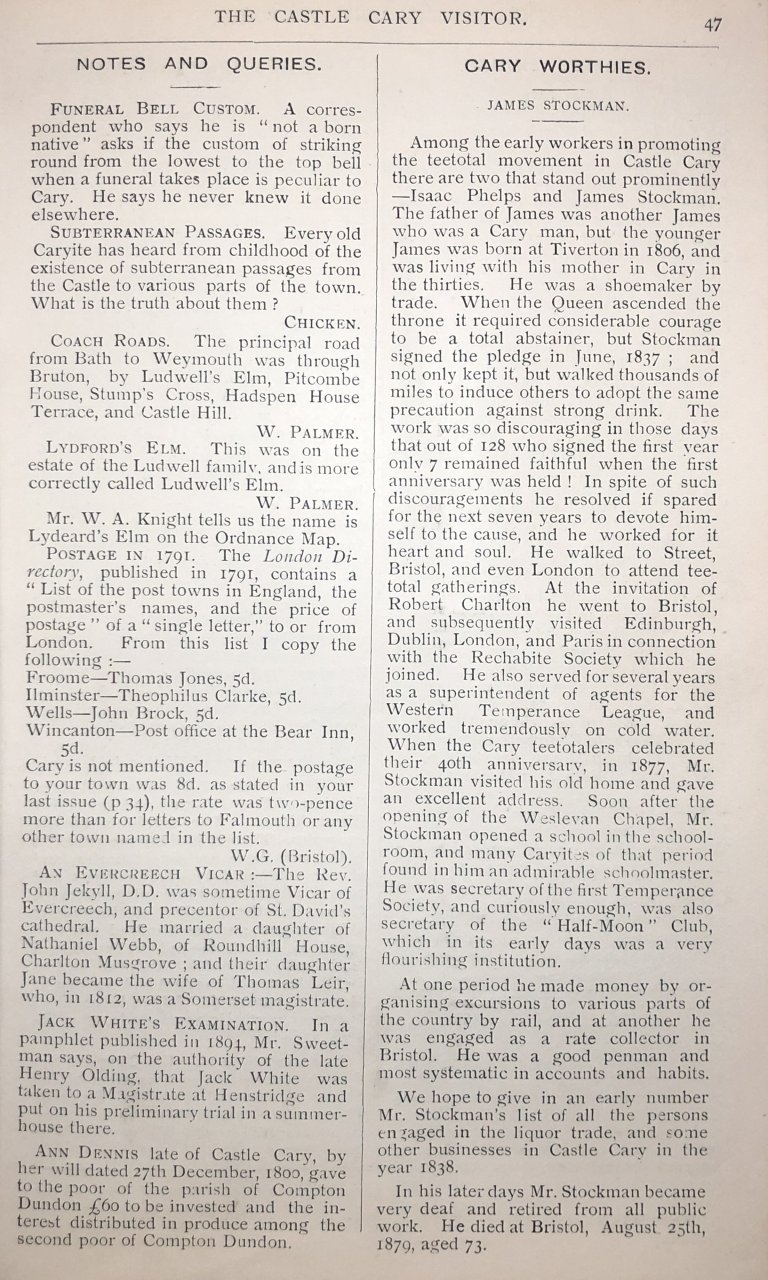 THE CASTLE CARY VISITOR.
47
NOTES AND QUERIES.
FUNERAL BELL CUSTOM. A corres-
pondent who says he is "not a born
native" asks if the custom of striking
round from the lowest to the top bell
when a funeral takes place is peculiar to
Cary. He says he never knew it done
elsewhere.
SUBTERRANEAN PASSAGES. Every old
Caryite has heard from childhood of the
existence of subterranean passages from
the Castle to various parts of the town.
What is the truth about them ?
CHICKEN.
COACH ROADS. The principal road
from Bath to Weymouth was through
Bruton, by Ludwell's Elm, Pitcombe
House, Stump's Cross, Hadspen House
Terrace, and Castle Hill.
W. PALMER.
LYDFORD'S ELM. This was on the
estate of the Ludwell family, and is more
correctly called Ludwell's Elm.
W. PALMER.
Mr. W. A. Knight tells us the name is
Lydeard's Elm on the Ordnance Map.
POSTAGE IN 1791. The London Di-
rectory, published in 1791, contains a
" List of the post towns in England, the
postmaster's names, and the price of
postage " of a " single letter," to or from
London. From this list I copy the
following :—
Froome—Thomas Jones, 5d.
Ilminster—Theophilus Clarke, 5d.
Wells—John Brock, 5d.
Wincanton—Post office at the Bear Inn,
5d.
Cary is not mentioned. If the postage
to your town was 8d. as stated in your
last issue (p 34), the rate was two-pence
more than for letters to Falmouth or any
other town named in the list.
W.G. (Bristol).
AN EVERCREECH VICAR :—The Rev.
John Jekyll, D.D. was sometime Vicar of
Evercreech, and precentor of St. David's
cathedral. He married a daughter of
Nathaniel Webb, of Roundhill House,
Charlton Musgrove ; and their daughter
Jane became the wife of Thomas Leir,
who, in 1812, was a Somerset magistrate.
JACK WHITE'S EXAMINATION. In a
pamphlet published in 1894, Mr. Sweet-
man says, on the authority of the late
Henry Olding, that Jack White was
taken to a Magistrate at Henstridge and
put on his preliminary trial in a summer-
house there.
ANN DENNIS late of Castle Cary, by
her will dated 27th December, 1800, gave
to the poor of the parish of Compton
Dundon £60 to be invested and the in-
terest distributed in produce among the
second poor of Compton Dundon.
CARY WORTHIES.
JAMES STOCKMAN.
Among the early workers in promoting
the teetotal movement in Castle Cary
there are two that stand out prominently
—Isaac Phelps and James Stockman.
The father of James was another James
who was a Cary man, but the younger
James was born at Tiverton in 1806, and
was living with his mother in Cary in
the thirties. He was a shoemaker by
trade. When the Queen ascended the
throne it required considerable courage
to be a total abstainer, but Stockman
signed the pledge in June, 1837 ; and
not only kept it, but walked thousands of
miles to induce others to adopt the same
precaution against strong drink. The
work was so discouraging in those days
that out of 128 who signed the first year
only 7 remained faithful when the first
anniversary was held ! In spite of such
discouragements he resolved if spared
for the next seven years to devote him-
self to the cause, and he worked for it
heart and soul. He walked to Street,
Bristol, and even London to attend tee-
total gatherings. At the invitation of
Robert Charlton he went to Bristol,
and subsequently visited Edinburgh,
Dublin, London, and Paris in connection
with the Rechabite Society which he
joined. He also served for several years
as a superintendent of agents for the
Western Temperance League, and
worked tremendously on cold water.
When the Cary teetotalers celebrated
their 40th anniversary, in 1877, Mr.
Stockman visited his old home and gave
an excellent address. Soon after the
opening of the Wesleyan Chapel, Mr.
Stockman opened a school in the school-
room, and many Caryites of that period
found in him an admirable schoolmaster.
He was secretary of the first Temperance
Society, and curiously enough, was also
secretary of the " Half-Moon " Club,
which in its early days was a very
flourishing institution.
At one period he made money by or-
ganising excursions to various parts of
the country by rail, and at another he
was engaged as a rate collector in
Bristol. He was a good penman and
most systematic in accounts and habits.
We hope to give in an early number
Mr. Stockman's list of all the persons
engaged in the liquor trade, and some
other businesses in Castle Cary in the
year 1838.
In his later days Mr. Stockman became
very deaf and retired from all public
work. He died at Bristol, August 25th,
1879, aged 73.